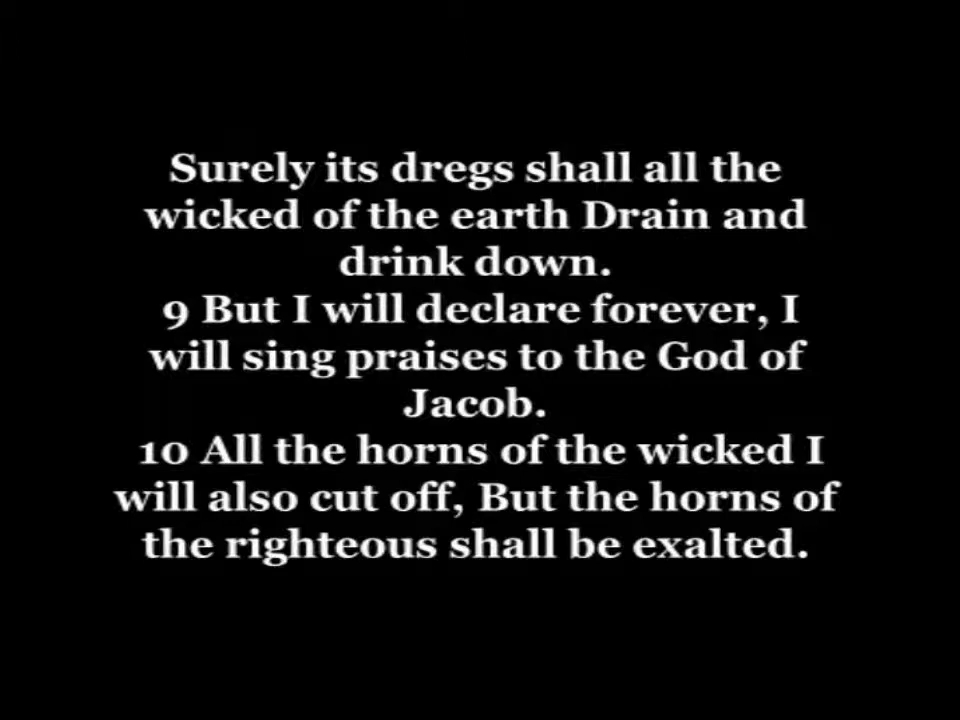 Surely its dregs shall all the
wicked of the earth Drain and
drink down.
9 But I will declare forever, I
will sing praises to the God of
Jacob.
10 All the horns of the wicked I
will also cut off, But the horns of
the righteous shall be exalted.